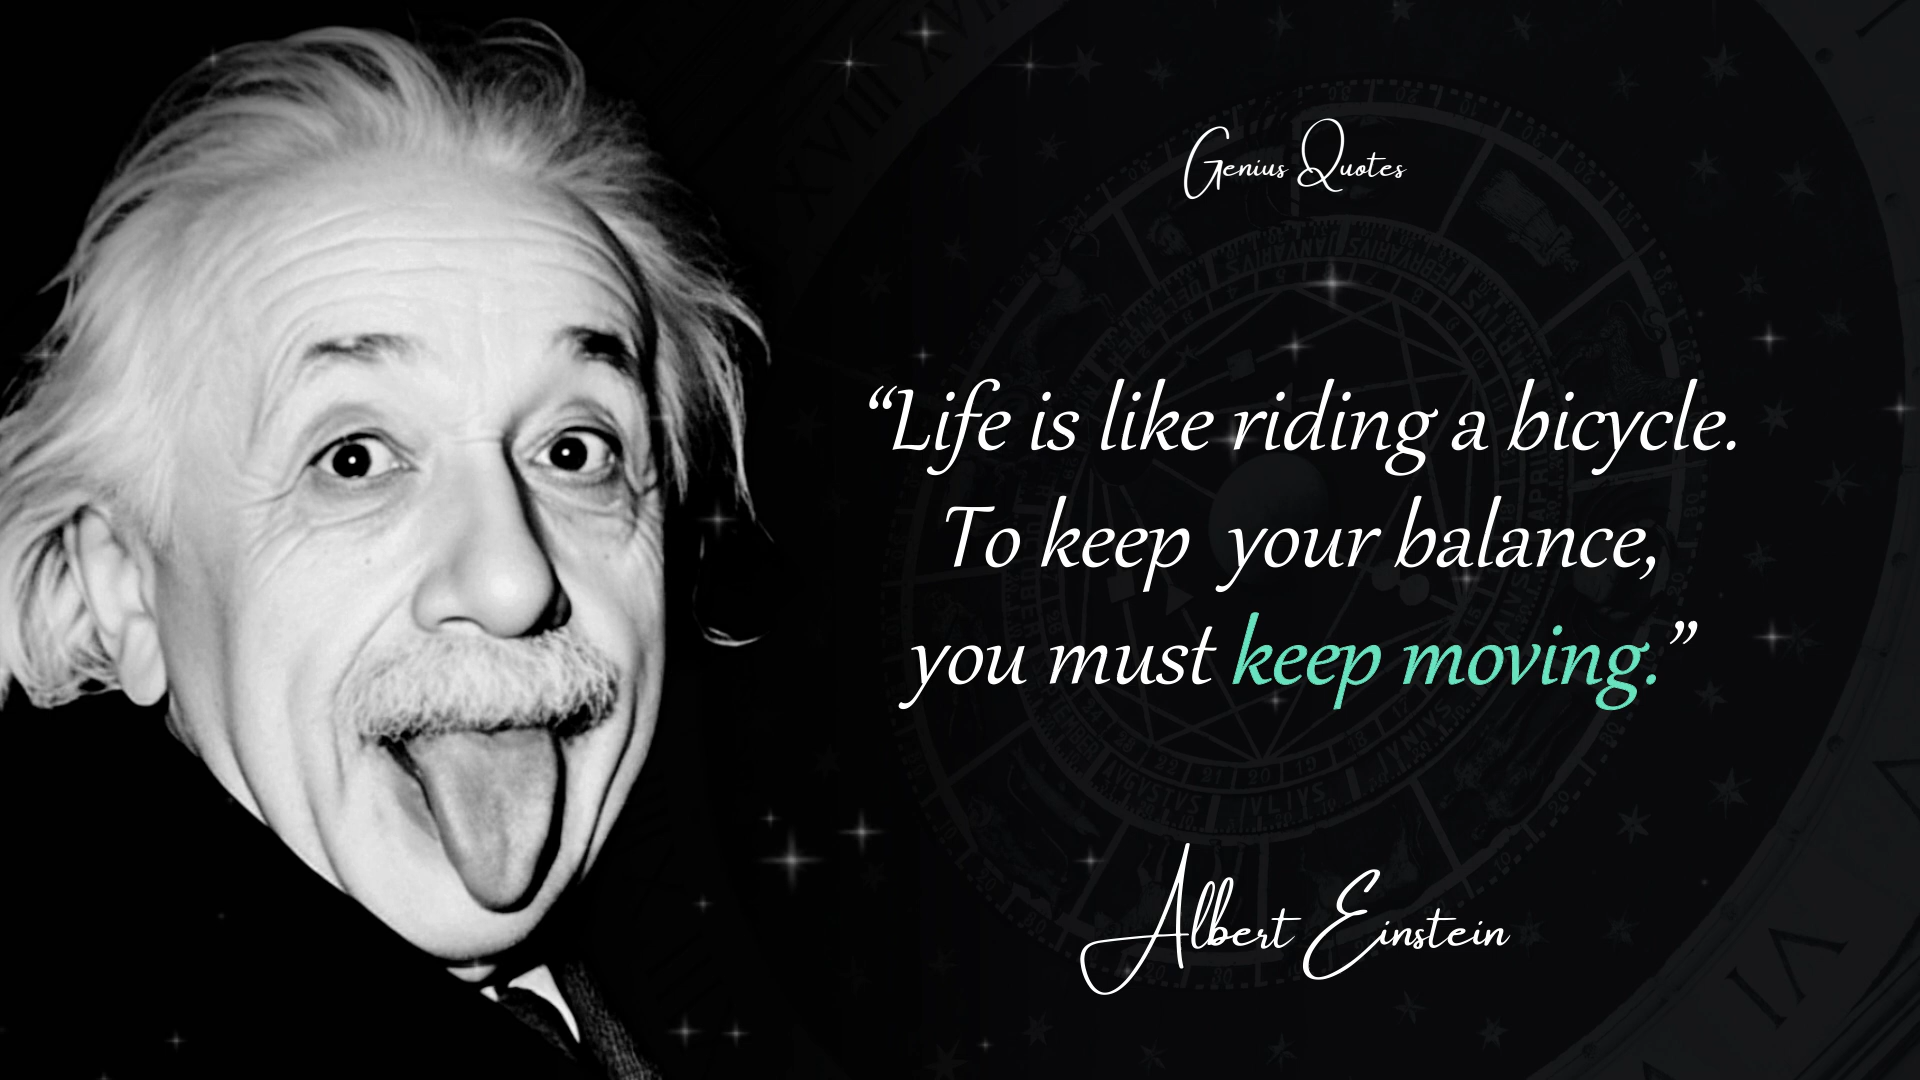 Genius Quotes
“Life is like riding a bicycle.
To keep your balance,
you must keep moving.”
Albert Einstein